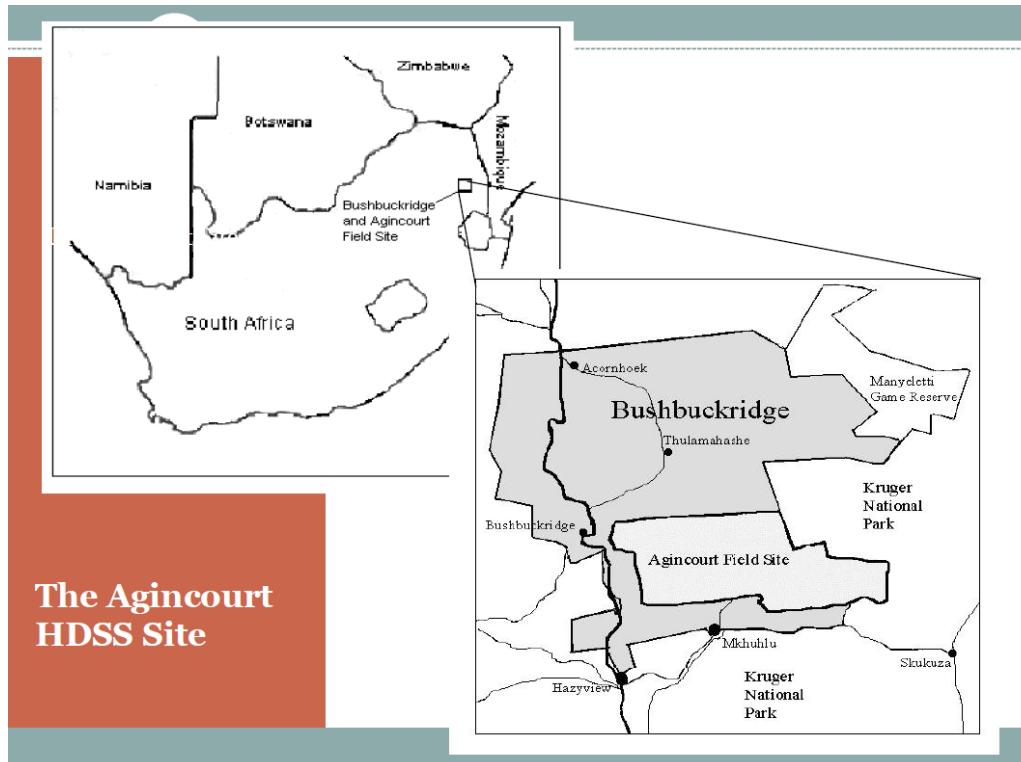 Zimbabwe
Botswana
Mozambique
Namibia
Bushbuckridge
and Agincourt
Field Site
South Africa
Acornhoek
Manyeletti
Game Reserve
Bushbuckridge
Thulamahashe
Kruger
National
Park
Bushbuckridge
Agincourt Field Site
The Agincourt
HDSS Site
Mkhuhlu
Skukuza
Hazyview
Kruger
National
Park